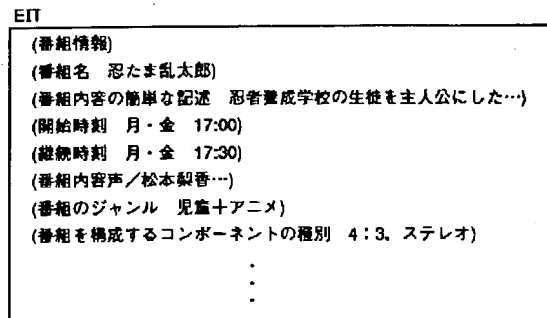 EIT
(番組情報)
(番組名 忍たま乱太郎)
(番組内容の簡単な記述 忍者養成学校の生徒を主人公にした…)
(開始時刻 月・金 17:00)
(継続時刻 月・金 17:30)
(番組内容声/松本梨香…)
(番組のジャンル 児童+アニメ)
(番組を構成するコンポーネントの種別 4:3、ステレオ)